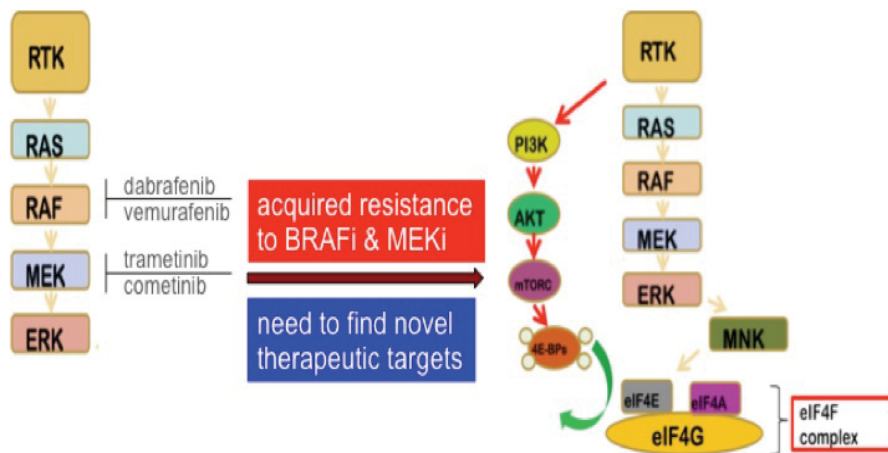 RTK
RAS
RAF
dabrafenib
vemurafenib
MEK
trametinib
cometinib
ERK
acquired resistance
to BRAFi & MEKi
need to find novel
therapeutic targets
RTK
PI3K
RAS
AKT
RAF
mTORC
MEK
4E-BPs
ERK
MNK
eIF4E
eIF4A
eIF4G
eIF4F
complex